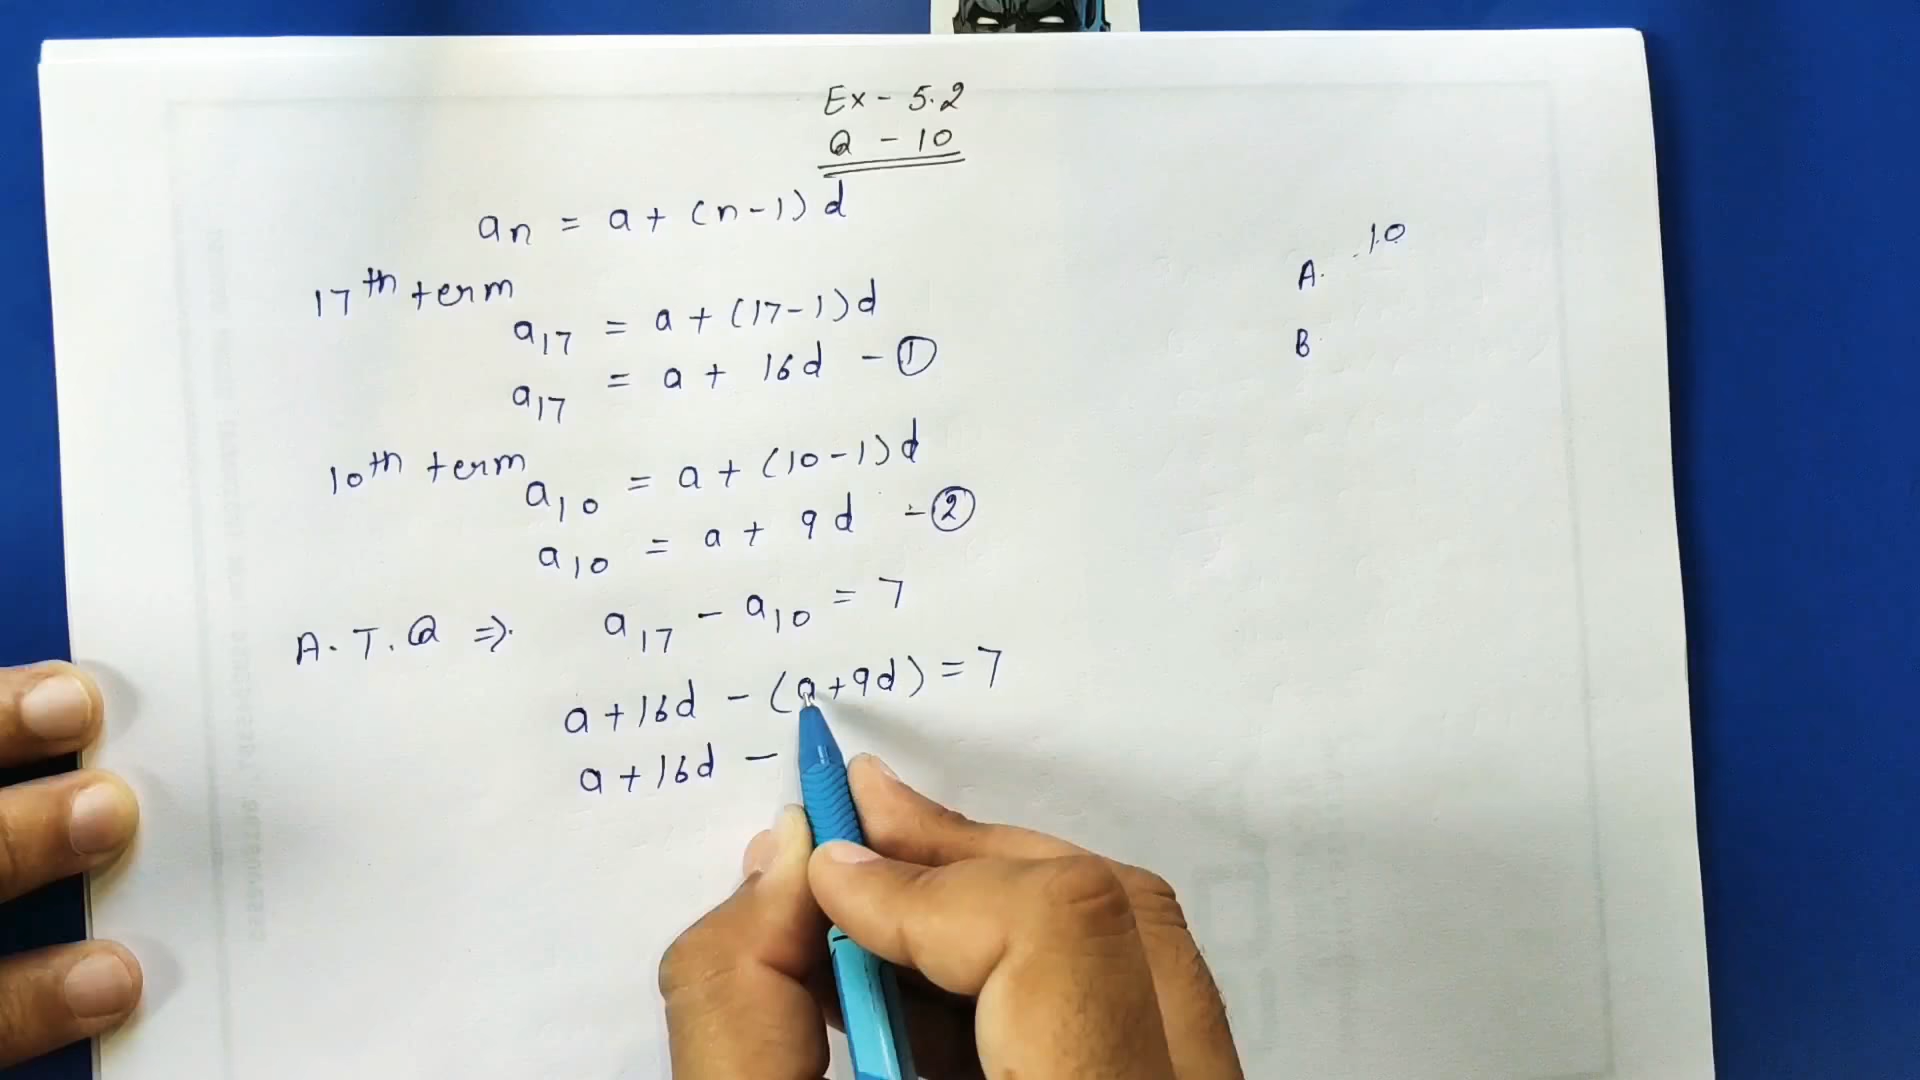 Ex - 5.2
Q - 10
an = a + (n-1) d
17th term
a17 = a + (17-1)d
a17 = a + 16d - ①
10th term
a10 = a + (10-1)d
a10 = a + 9d - ②
A.T.Q ⇒ a17 - a10 = 7
a + 16d - (a+9d) = 7
a + 16d -
10
A.
B